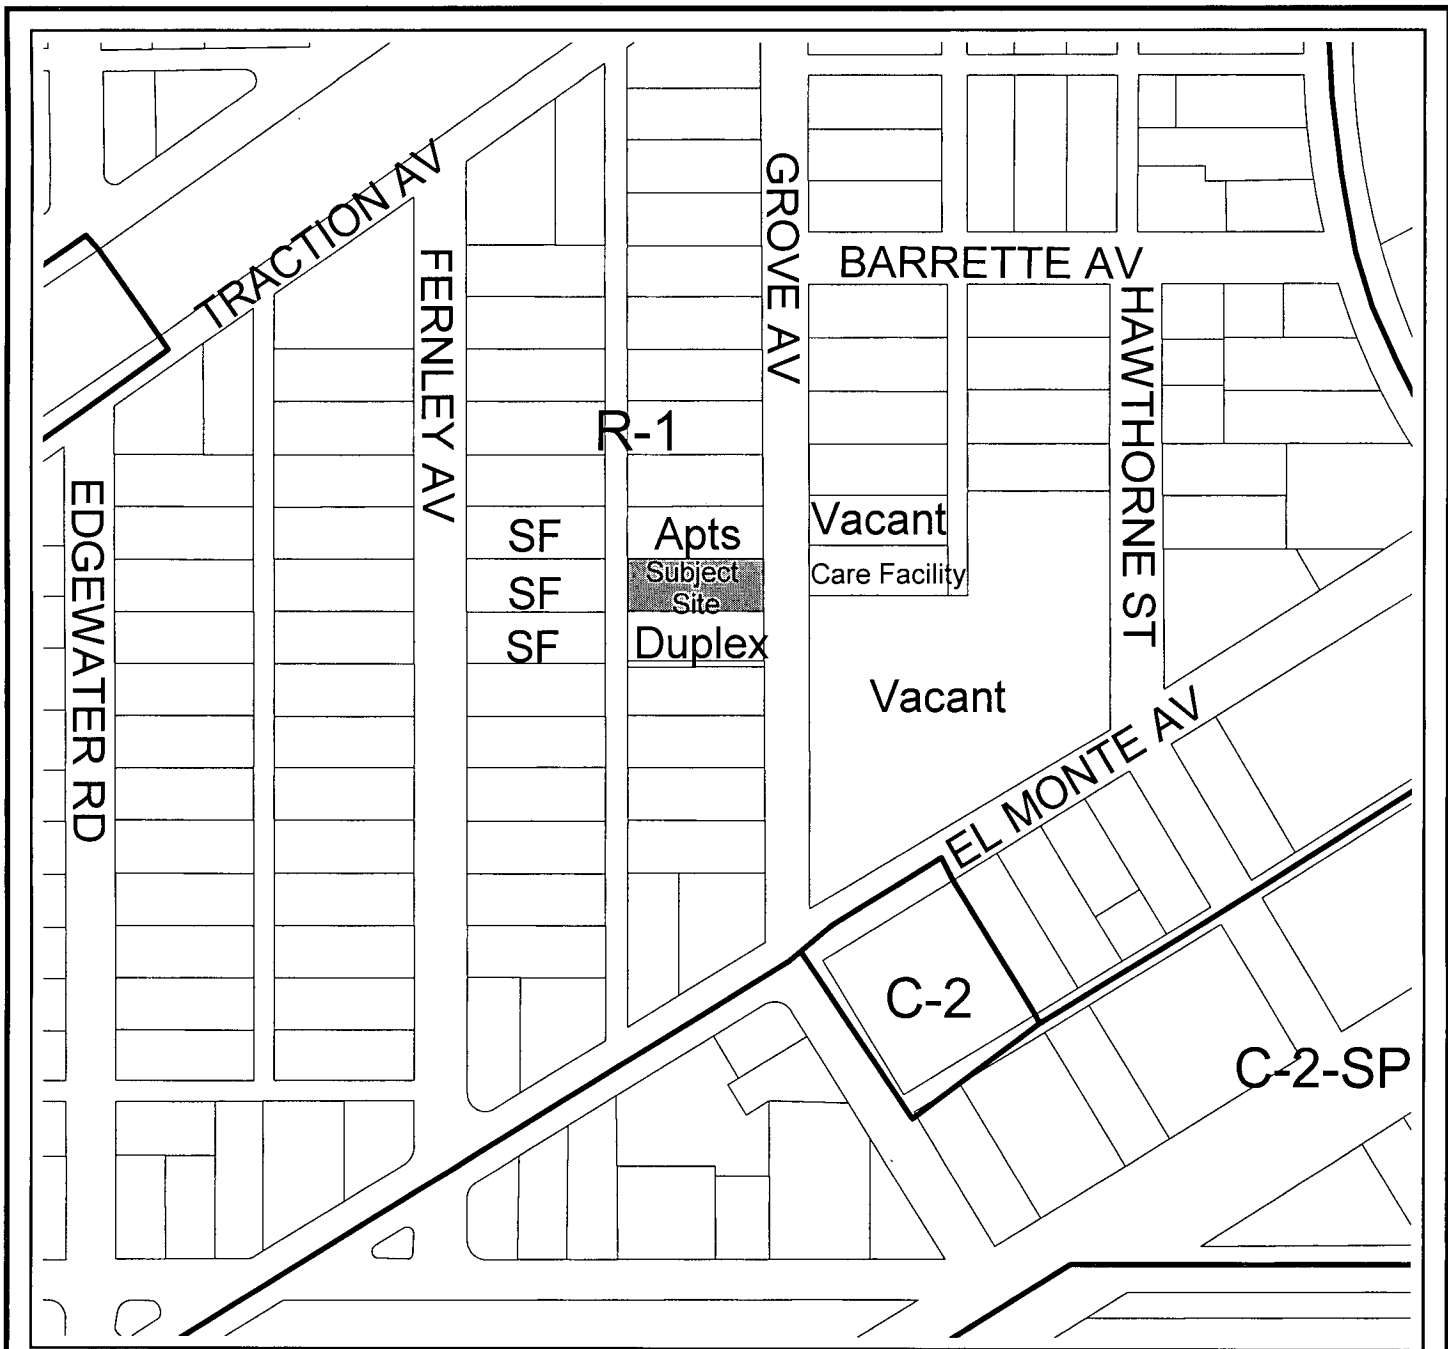 TRACTION AV
GROVE AV
FERNLEY AV
BARRETTE AV
HAWTHORNE ST
R-1
EDGEWATER RD
SF
Apts
Vacant
SF
Subject
Site
Care Facility
SF
Duplex
Vacant
EL MONTE AV
C-2
C-2-SP